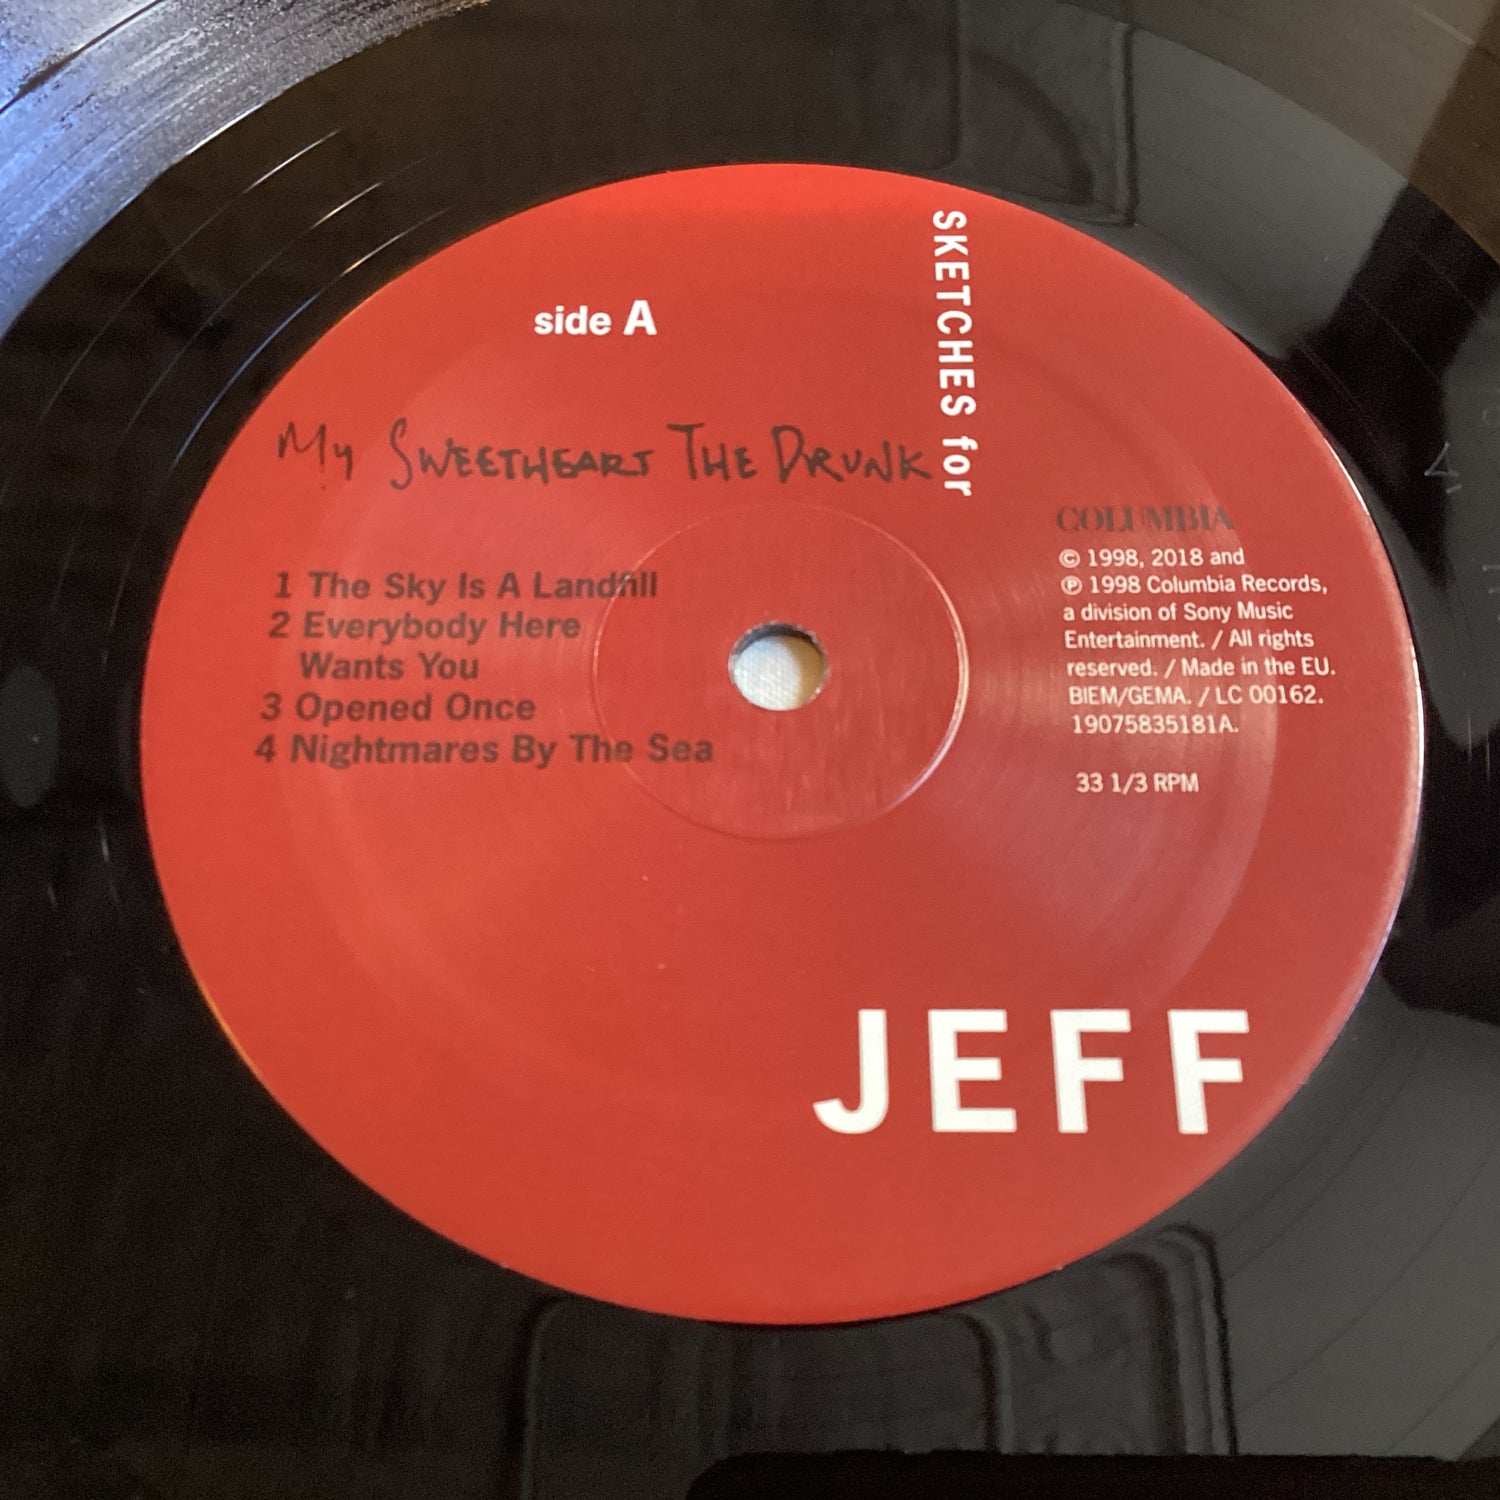 side A
SKETCHES for
My SWEETHEART THE DRUNK
1 The Sky Is A Landfill
2 Everybody Here
Wants You
3 Opened Once
4 Nightmares By The Sea
COLUMBIA
© 1998, 2018 and
℗ 1998 Columbia Records,
a division of Sony Music
Entertainment. / All rights
reserved. / Made in the EU.
BIEM/GEMA. / LC 00162.
19075835181A.
33 1/3 RPM
JEFF